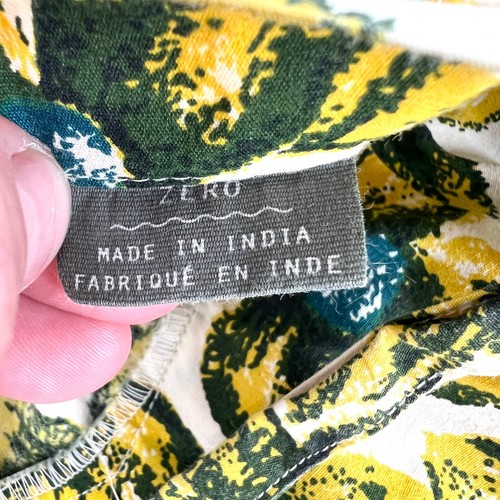 ZERO
MADE IN INDIA
FABRIQUÉ EN INDE